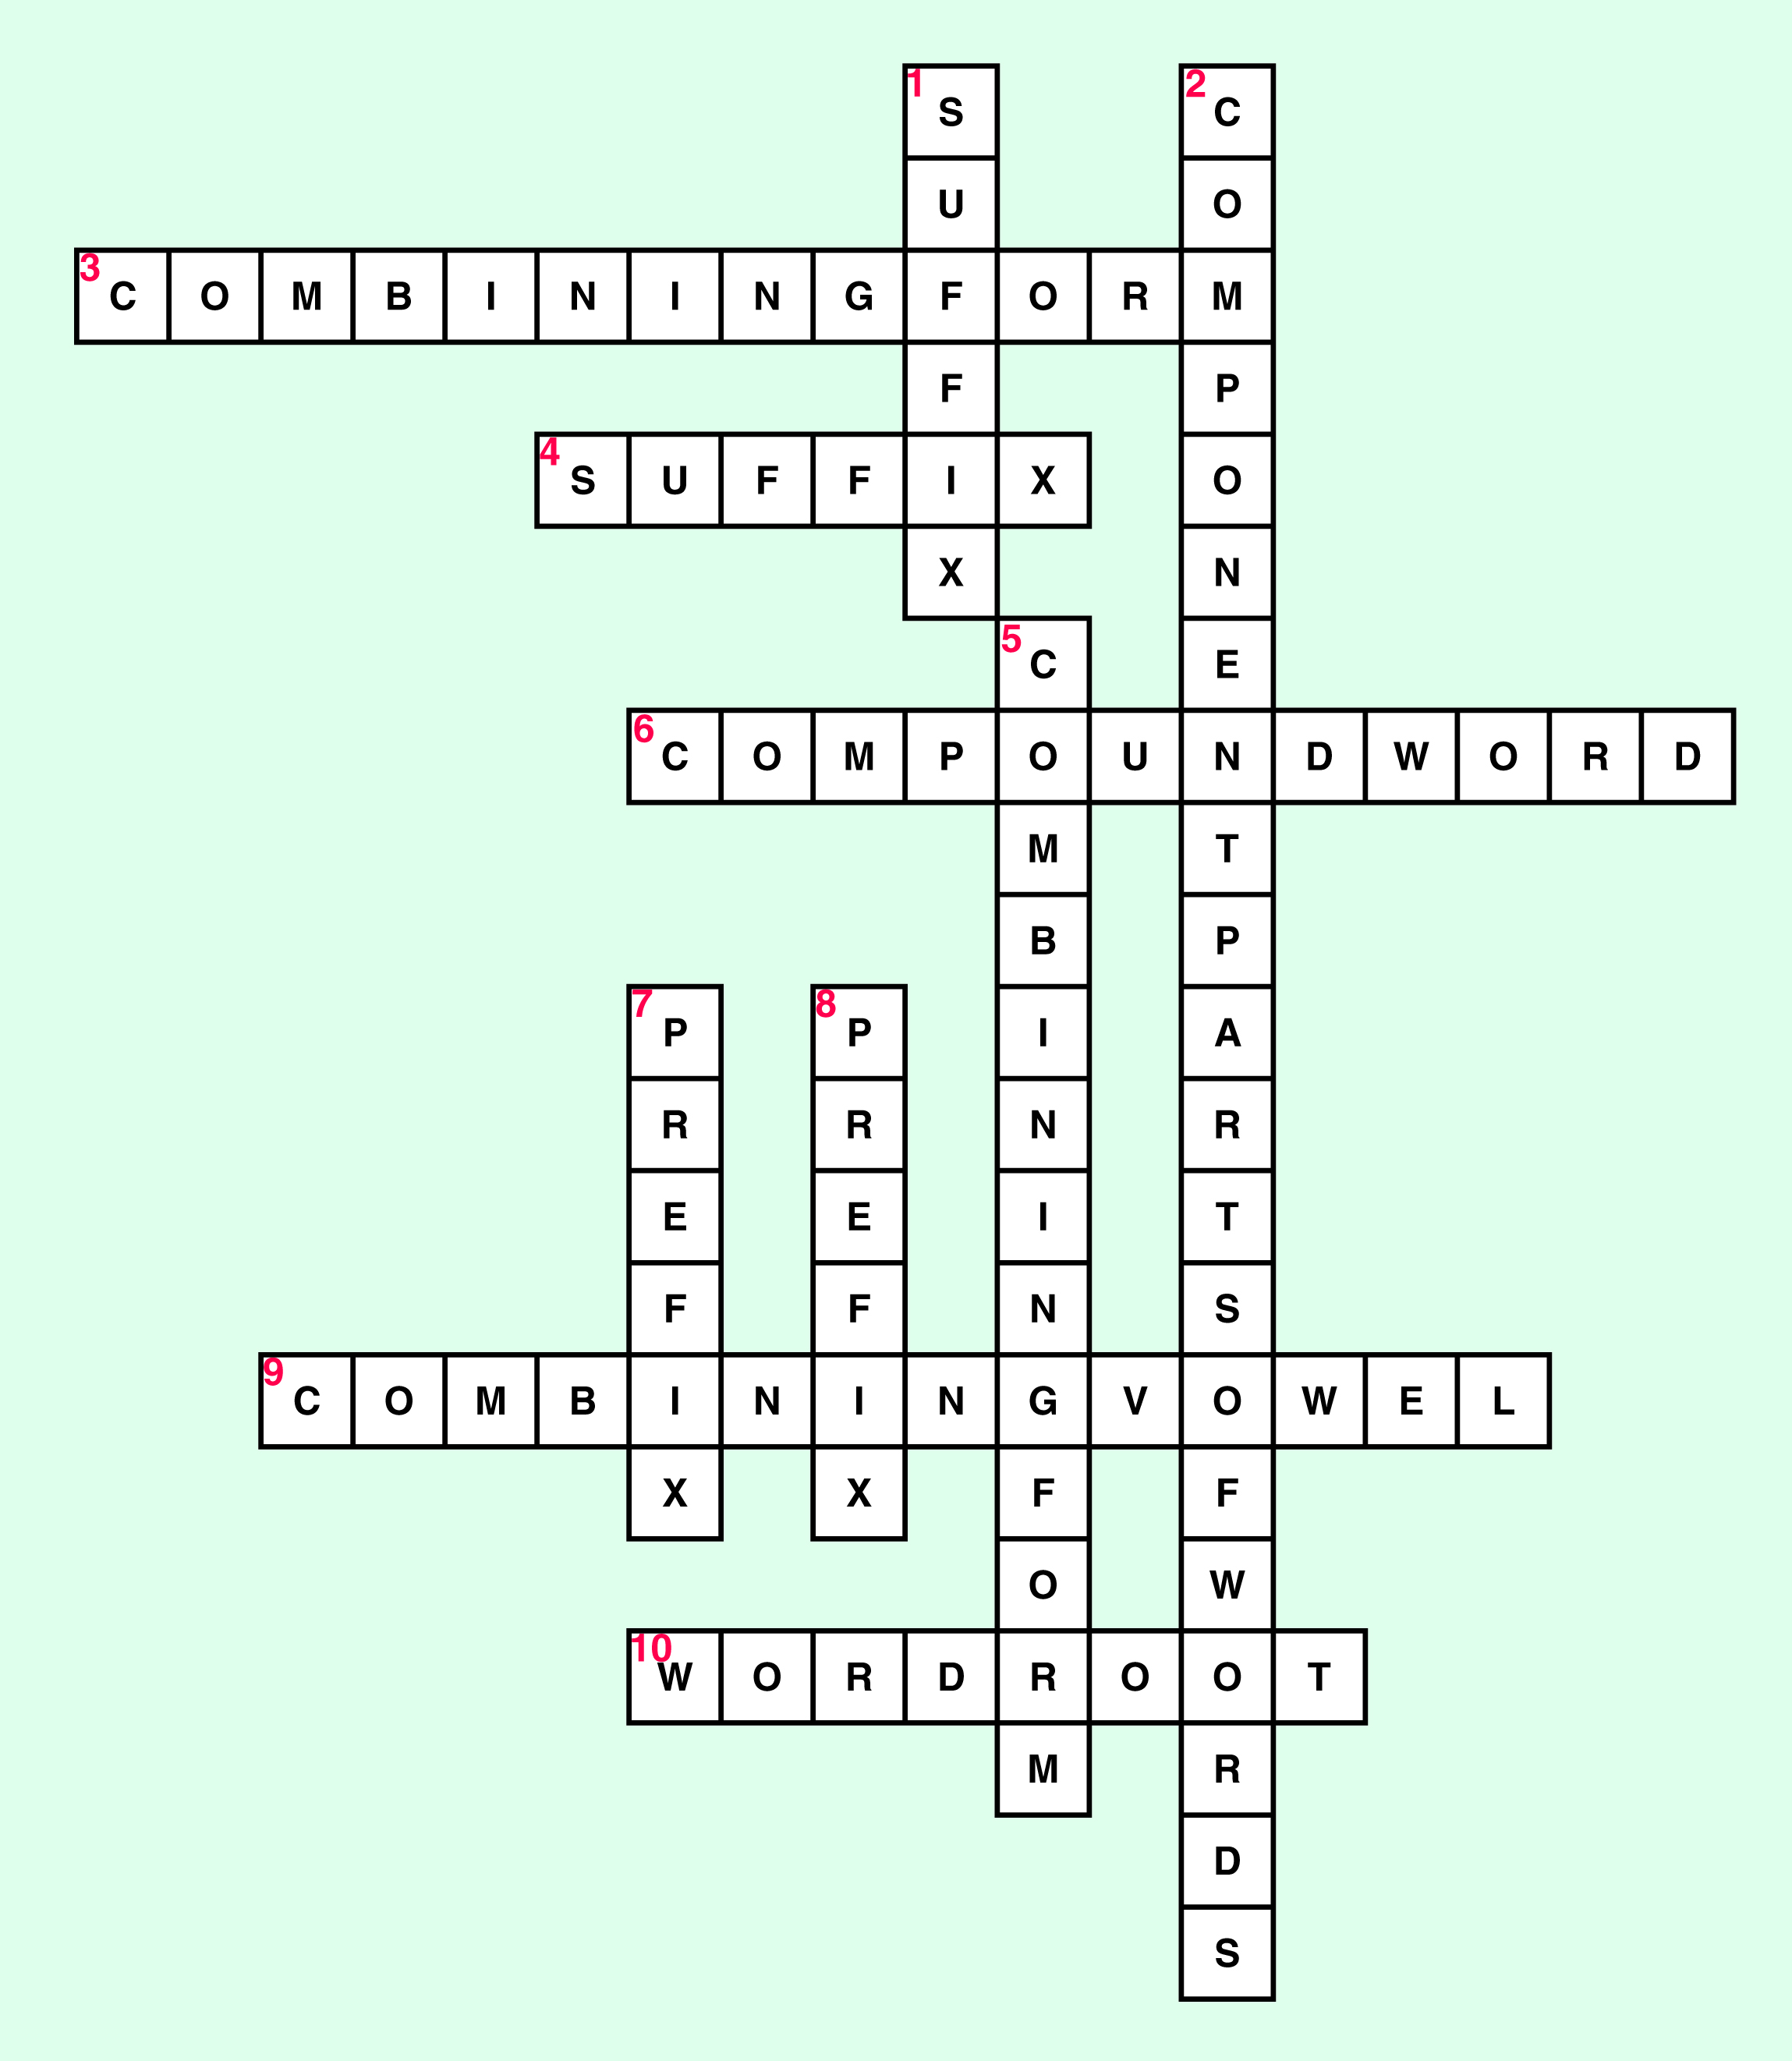 1 S 2 C
U O
3 C O M B I N I N G F O R M
F P
4 S U F F I X O
X N
5 C E
6 C O M P O U N D W O R D
M T
B P
7 P 8 P I A
R R N R
E E I T
F F N S
9 C O M B I N I N G V O W E L
X X F F
O W
10 W O R D R O O T
M R
D
S